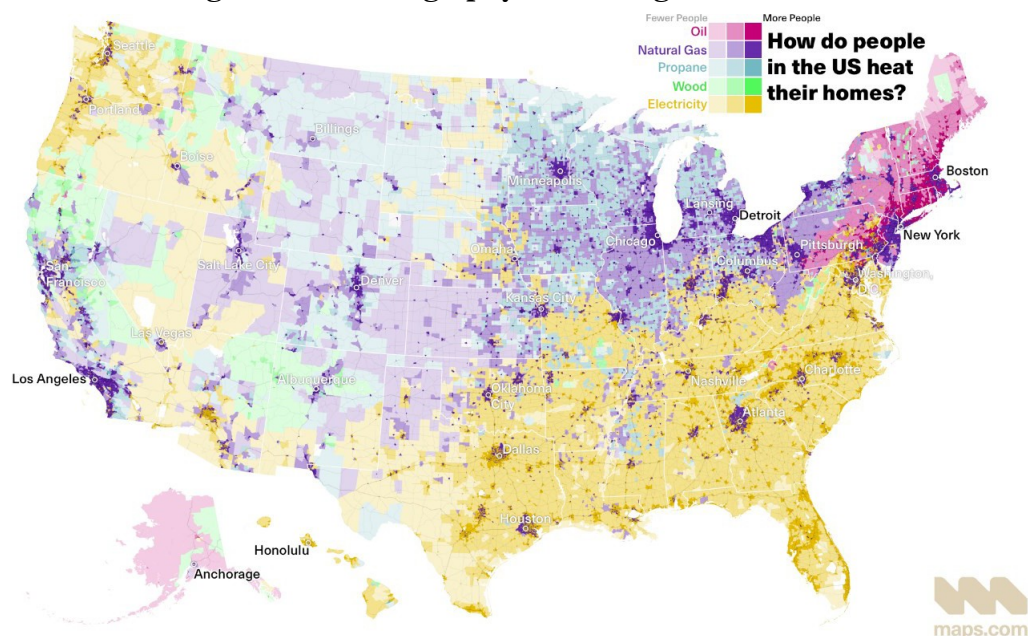 Fewer People More People
Oil
Natural Gas
Propane
Wood
Electricity
How do people
in the US heat
their homes?
Seattle
Portland
Billings
Boise
Minneapolis
Lansing
Detroit
Boston
New York
Chicago
Pittsburgh
Columbus
Washington,
D.C.
Omaha
Salt Lake City
Denver
Kansas City
San
Francisco
Las Vegas
Los Angeles
Albuquerque
Oklahoma
City
Nashville
Charlotte
Atlanta
Dallas
Houston
Honolulu
Anchorage
maps.com